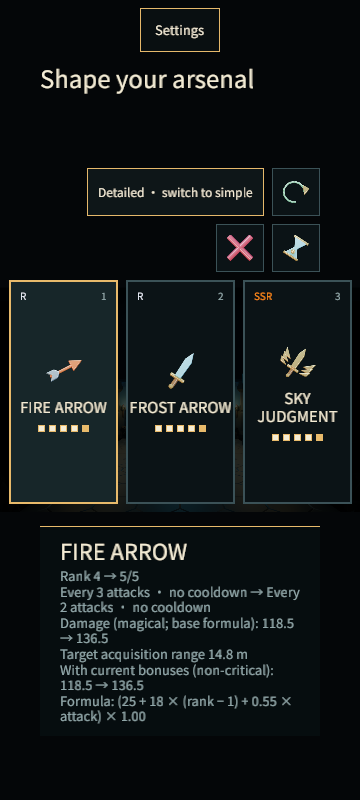 Settings
Shape your arsenal
Detailed • switch to simple
R 1
R 2
SSR 3
FIRE ARROW
FROST ARROW
SKY
JUDGMENT
FIRE ARROW
Rank 4 → 5/5
Every 3 attacks • no cooldown → Every
2 attacks • no cooldown
Damage (magical; base formula): 118.5
→ 136.5
Target acquisition range 14.8 m
With current bonuses (non-critical):
118.5 → 136.5
Formula: (25 + 18 × (rank − 1) + 0.55 ×
attack) × 1.00